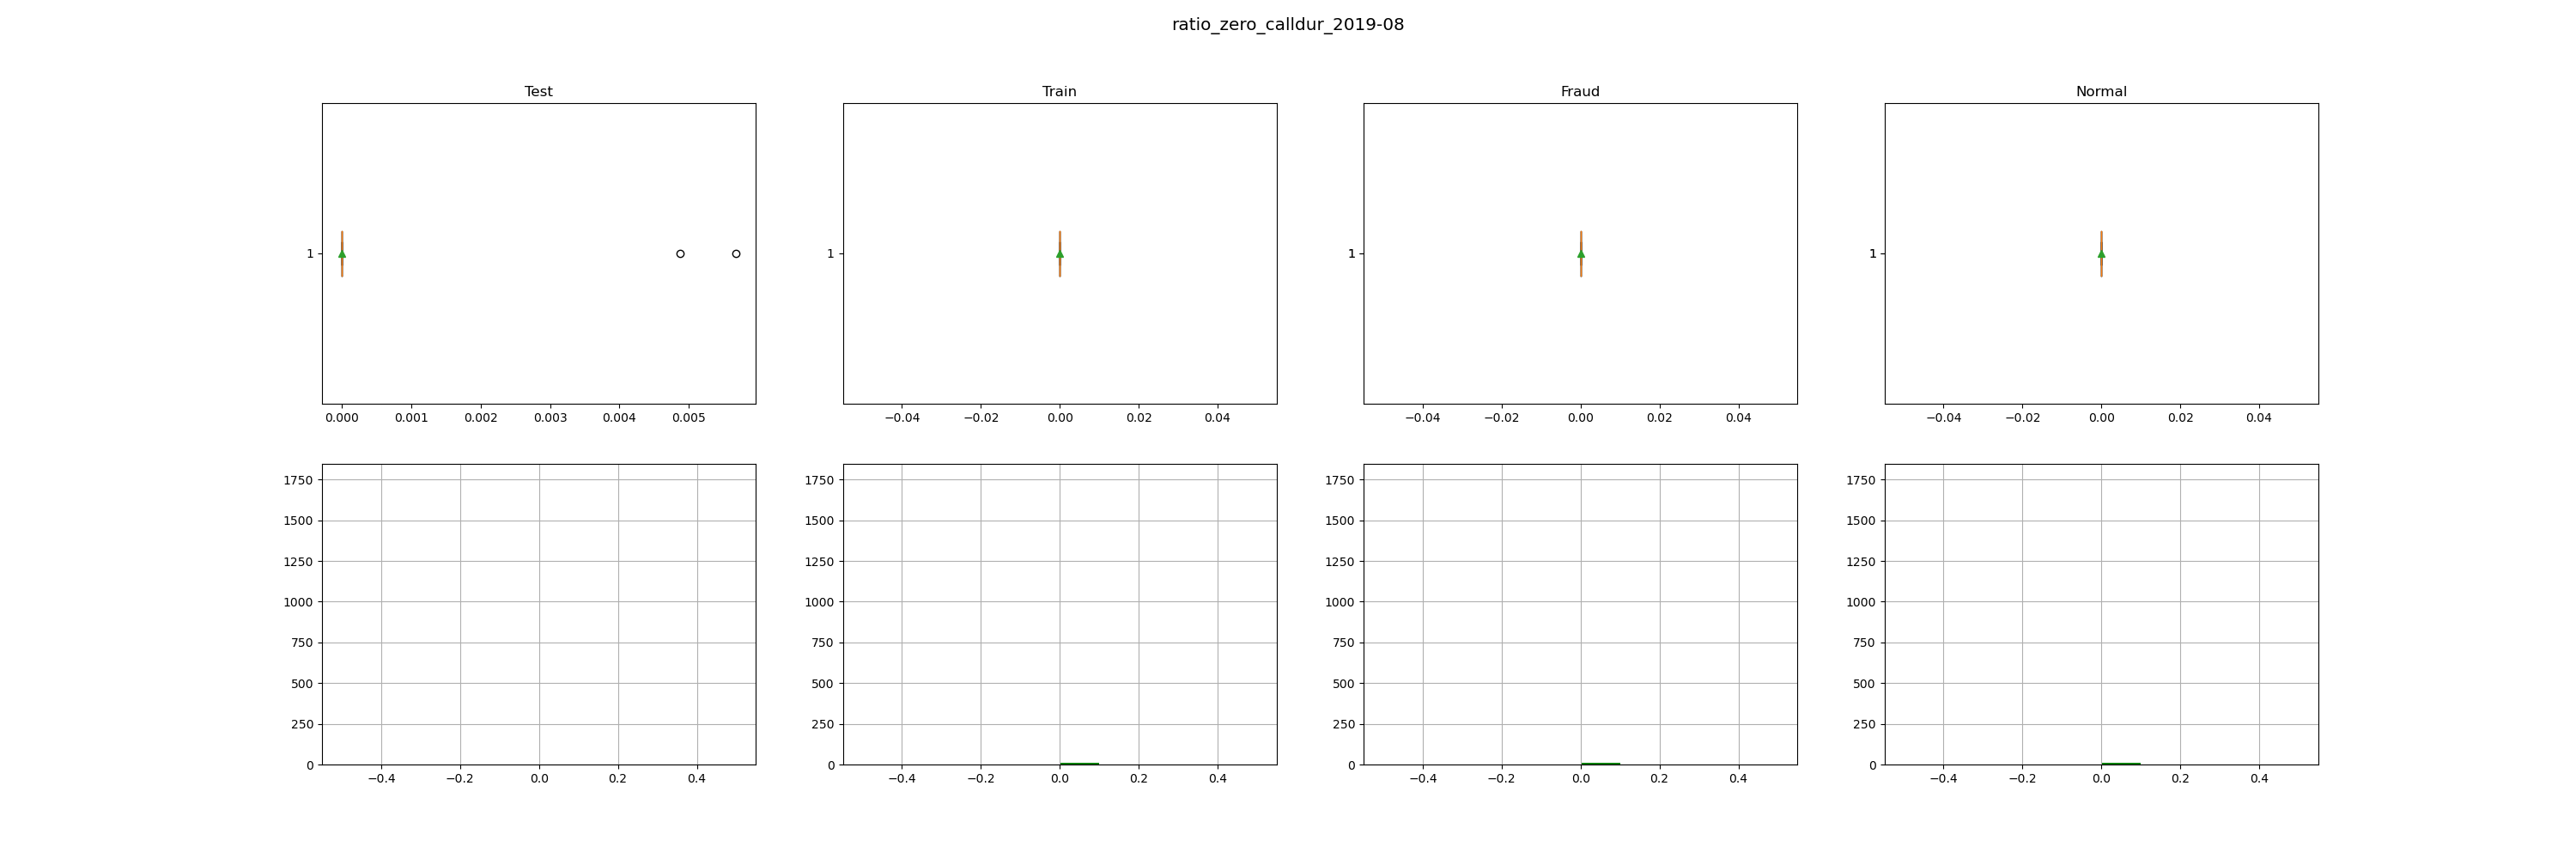 ratio_zero_calldur_2019-08
Test Train Fraud Normal
1 1 1 1
0.000 0.001 0.002 0.003 0.004 0.005 −0.04 −0.02 0.00 0.02 0.04 −0.04 −0.02 0.00 0.02 0.04 −0.04 −0.02 0.00 0.02 0.04
1750 1750 1750 1750
1500 1500 1500 1500
1250 1250 1250 1250
1000 1000 1000 1000
750 750 750 750
500 500 500 500
250 250 250 250
0 0 0 0
−0.4 −0.2 0.0 0.2 0.4 −0.4 −0.2 0.0 0.2 0.4 −0.4 −0.2 0.0 0.2 0.4 −0.4 −0.2 0.0 0.2 0.4